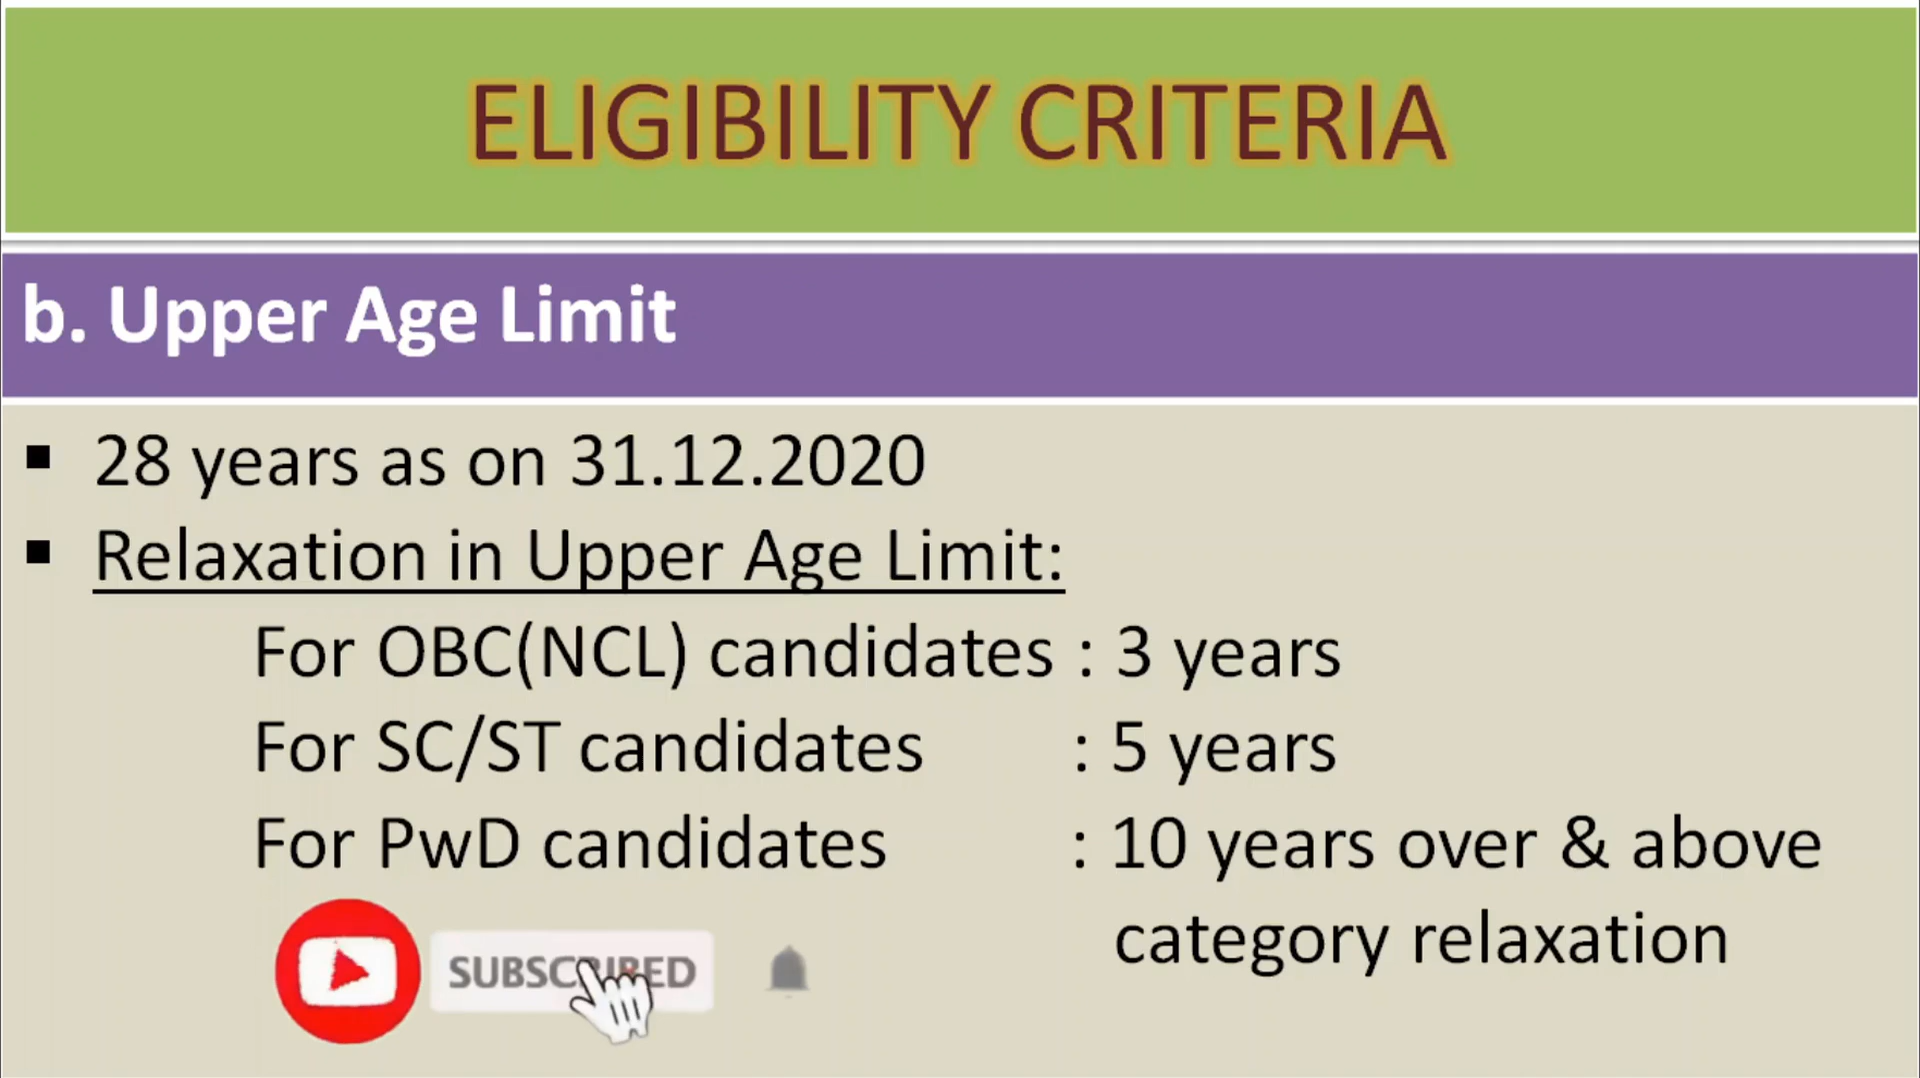 ELIGIBILITY CRITERIA
b. Upper Age Limit
▪ 28 years as on 31.12.2020
▪ Relaxation in Upper Age Limit:
For OBC(NCL) candidates : 3 years
For SC/ST candidates : 5 years
For PwD candidates : 10 years over & above
category relaxation
SUBSCRIBED